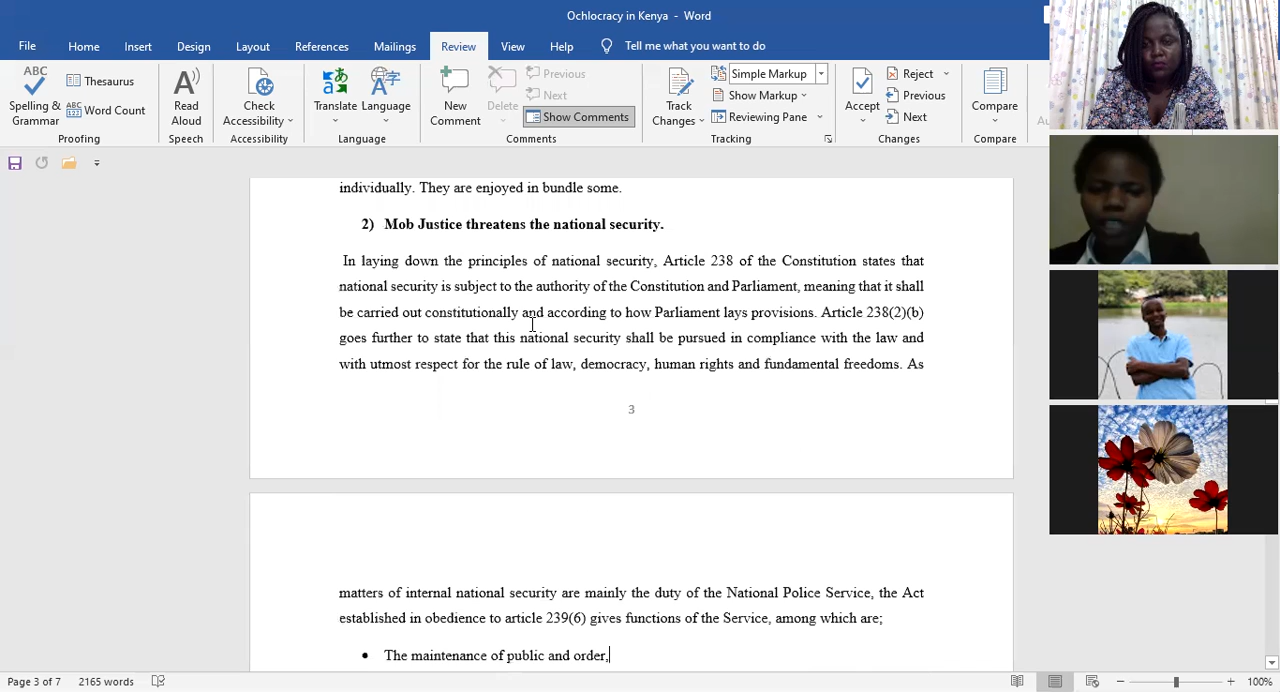 Ochlocracy in Kenya - Word
File Home Insert Design Layout References Mailings Review View Help Tell me what you want to do
ABC Spelling & Grammar
Thesaurus
ABC 123 Word Count
Proofing
Read Aloud
Speech
Check Accessibility
Accessibility
Translate Language
Language
New Comment
Delete
Previous
Next
Show Comments
Comments
Track Changes
Simple Markup
Show Markup
Reviewing Pane
Tracking
Accept
Reject
Previous
Next
Changes
Compare
Compare
individually. They are enjoyed in bundle some.
2) Mob Justice threatens the national security.
In laying down the principles of national security, Article 238 of the Constitution states that
national security is subject to the authority of the Constitution and Parliament, meaning that it shall
be carried out constitutionally and according to how Parliament lays provisions. Article 238(2)(b)
goes further to state that this national security shall be pursued in compliance with the law and
with utmost respect for the rule of law, democracy, human rights and fundamental freedoms. As
3
matters of internal national security are mainly the duty of the National Police Service, the Act
established in obedience to article 239(6) gives functions of the Service, among which are;
• The maintenance of public and order,
Page 3 of 7 2165 words 100%